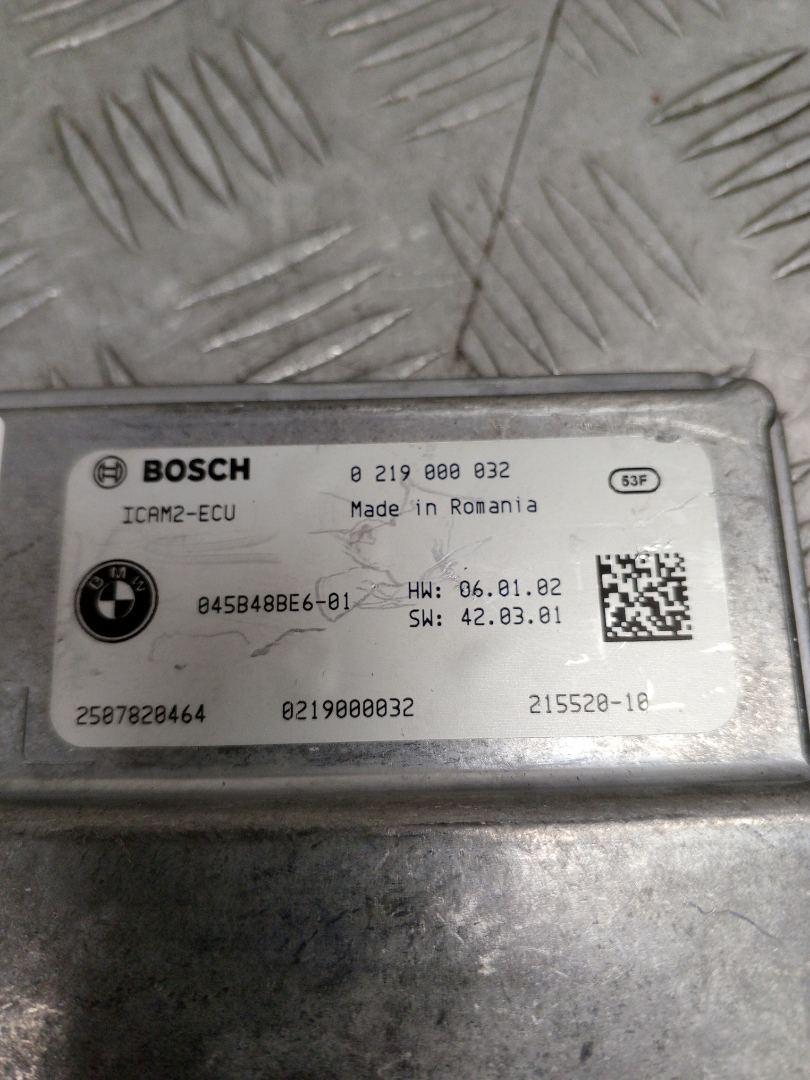 BOSCH 0 219 000 032 53F
ICAM2-ECU Made in Romania
BMW 045B48BE6-01 HW: 06.01.02
SW: 42.03.01
2507820464 0219000032 215520-10